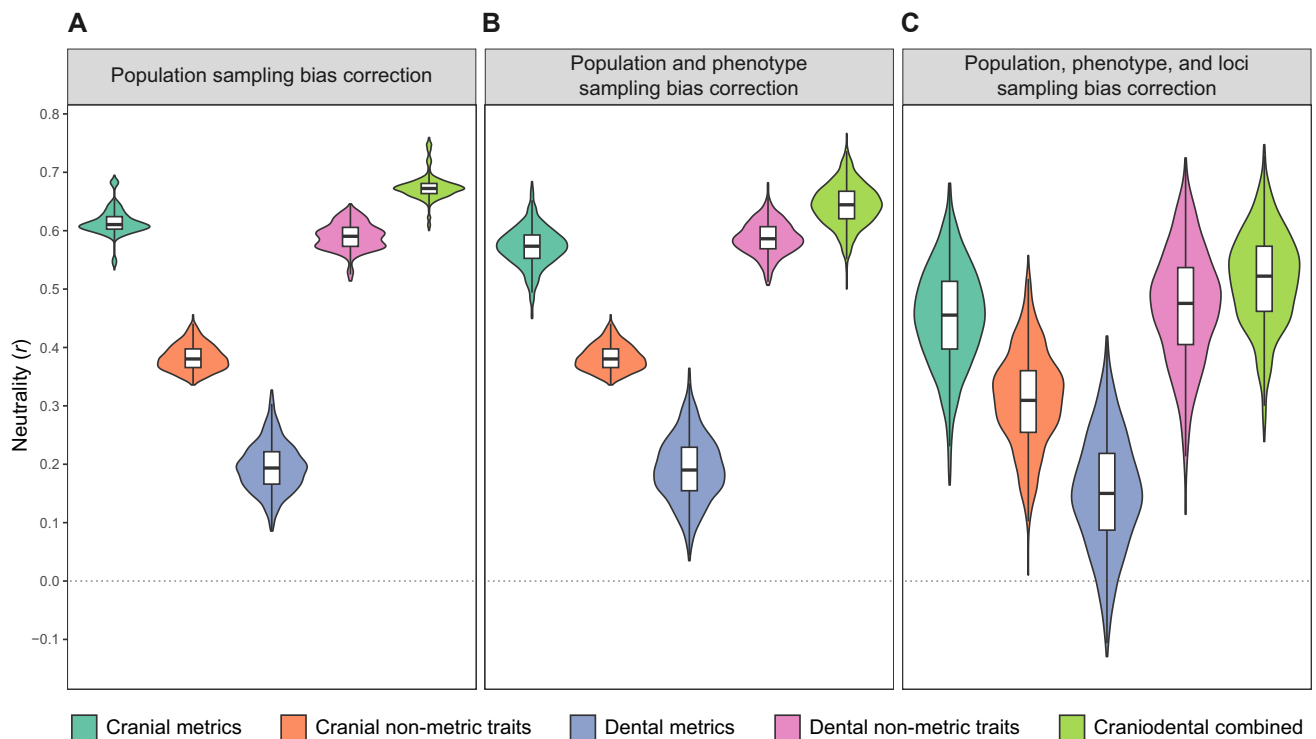 A
B
C
Population sampling bias correction
Population and phenotype
sampling bias correction
Population, phenotype, and loci
sampling bias correction
Neutrality (r)
0.8
0.7
0.6
0.5
0.4
0.3
0.2
0.1
0.0
−0.1
Cranial metrics
Cranial non-metric traits
Dental metrics
Dental non-metric traits
Craniodental combined